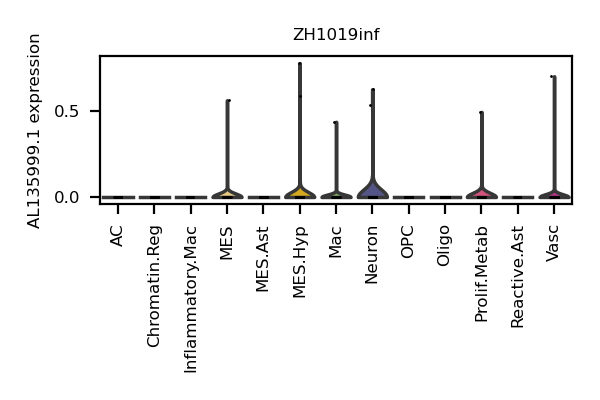 ZH1019inf
AL135999.1 expression
0.5
0.0
AC
Chromatin.Reg
Inflammatory.Mac
MES
MES.Ast
MES.Hyp
Mac
Neuron
OPC
Oligo
Prolif.Metab
Reactive.Ast
Vasc